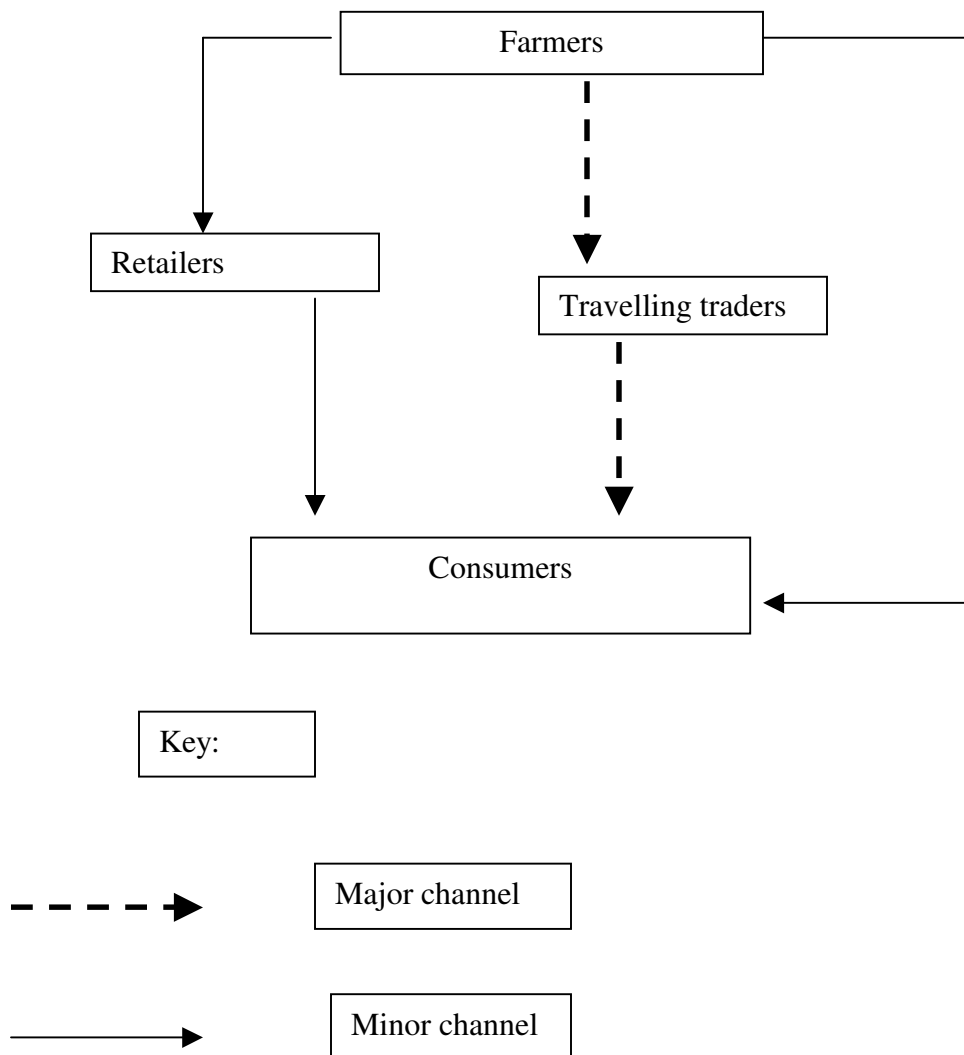 Farmers
Retailers
Travelling traders
Consumers
Key:
Major channel
Minor channel